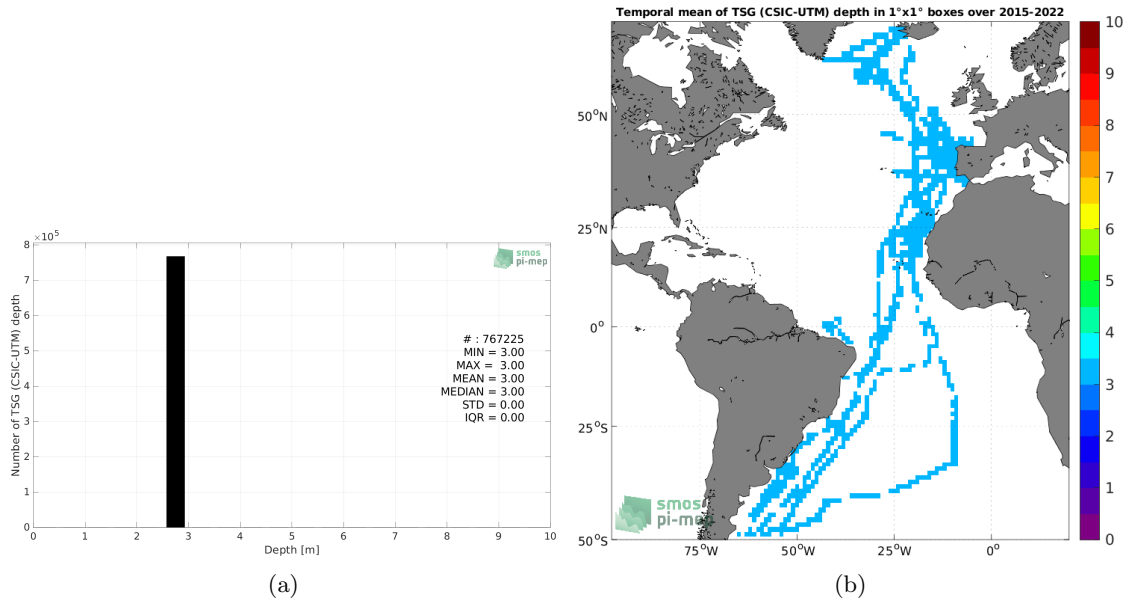 ×10⁵
8
7
6
5
4
3
2
1
0
Number of TSG (CSIC-UTM) depth
0 1 2 3 4 5 6 7 8 9 10
Depth [m]
smos
pi-mep
# : 767225
MIN = 3.00
MAX = 3.00
MEAN = 3.00
MEDIAN = 3.00
STD = 0.00
IQR = 0.00
(a)
Temporal mean of TSG (CSIC-UTM) depth in 1°x1° boxes over 2015-2022
50°N
25°N
0°
25°S
50°S
75°W 50°W 25°W 0°
smos
pi-mep
10
9
8
7
6
5
4
3
2
1
0
(b)